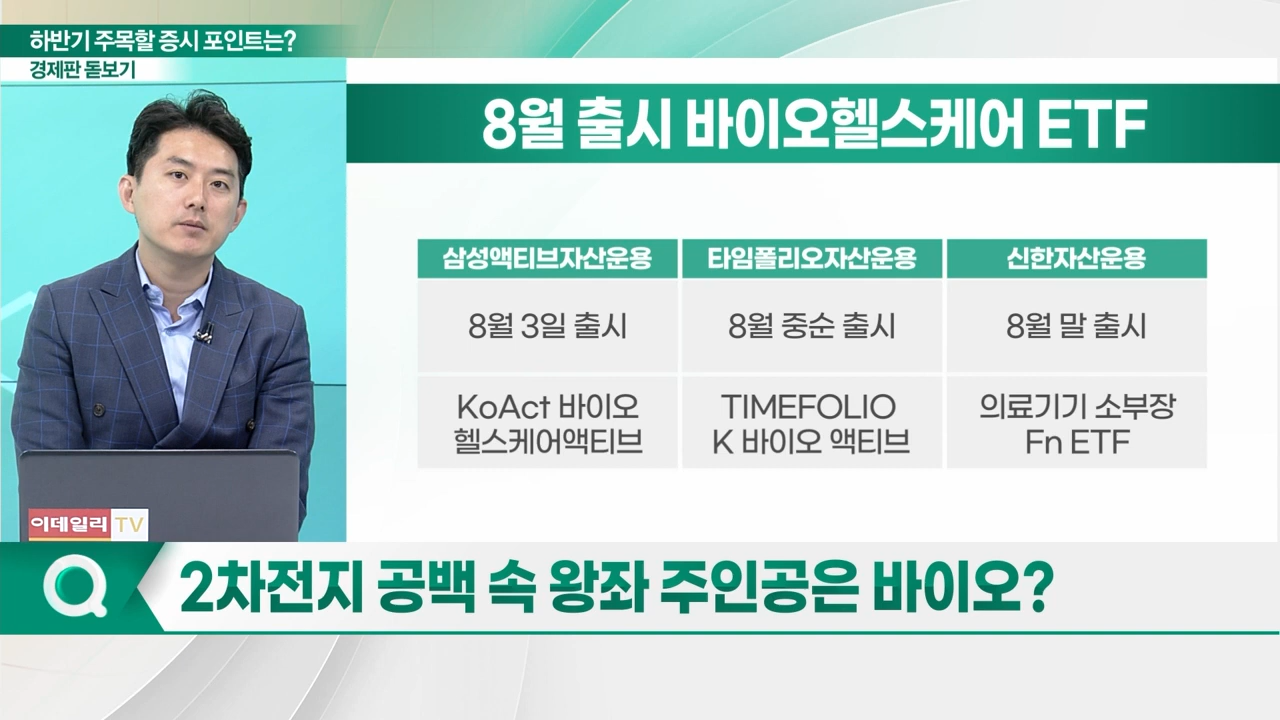 하반기 주목할 증시 포인트는?
경제판 돋보기
8월 출시 바이오헬스케어 ETF
삼성액티브자산운용
타임폴리오자산운용
신한자산운용
8월 3일 출시
8월 중순 출시
8월 말 출시
KoAct 바이오
헬스케어액티브
TIMEFOLIO
K 바이오 액티브
의료기기 소부장
Fn ETF
이데일리 TV
2차전지 공백 속 왕좌 주인공은 바이오?